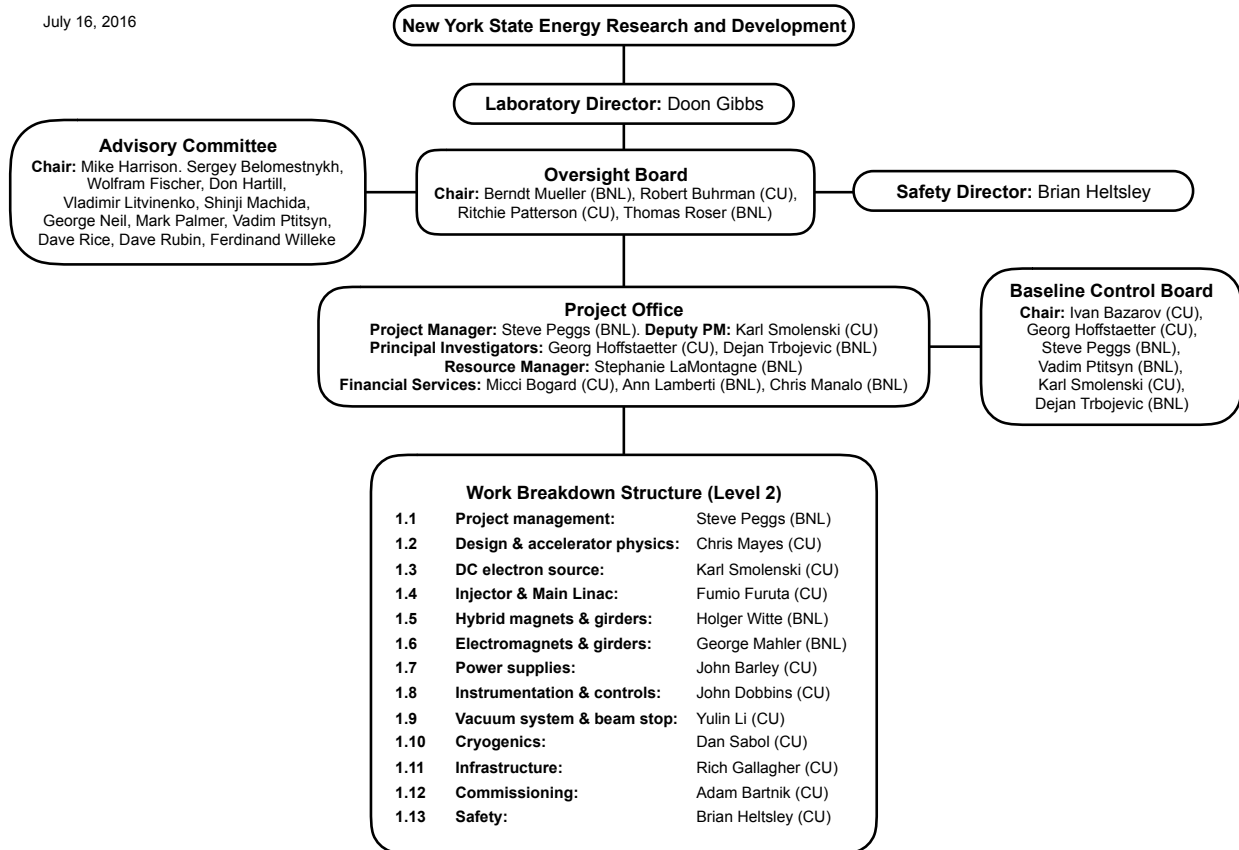 July 16, 2016
New York State Energy Research and Development
Laboratory Director: Doon Gibbs
Advisory Committee
Chair: Mike Harrison. Sergey Belomestnykh,
Wolfram Fischer, Don Hartill,
Vladimir Litvinenko, Shinji Machida,
George Neil, Mark Palmer, Vadim Ptitsyn,
Dave Rice, Dave Rubin, Ferdinand Willeke
Oversight Board
Chair: Berndt Mueller (BNL), Robert Buhrman (CU),
Ritchie Patterson (CU), Thomas Roser (BNL)
Safety Director: Brian Heltsley
Project Office
Project Manager: Steve Peggs (BNL). Deputy PM: Karl Smolenski (CU)
Principal Investigators: Georg Hoffstaetter (CU), Dejan Trbojevic (BNL)
Resource Manager: Stephanie LaMontagne (BNL)
Financial Services: Micci Bogard (CU), Ann Lamberti (BNL), Chris Manalo (BNL)
Baseline Control Board
Chair: Ivan Bazarov (CU),
Georg Hoffstaetter (CU),
Steve Peggs (BNL),
Vadim Ptitsyn (BNL),
Karl Smolenski (CU),
Dejan Trbojevic (BNL)
Work Breakdown Structure (Level 2)
1.1 Project management: Steve Peggs (BNL)
1.2 Design & accelerator physics: Chris Mayes (CU)
1.3 DC electron source: Karl Smolenski (CU)
1.4 Injector & Main Linac: Fumio Furuta (CU)
1.5 Hybrid magnets & girders: Holger Witte (BNL)
1.6 Electromagnets & girders: George Mahler (BNL)
1.7 Power supplies: John Barley (CU)
1.8 Instrumentation & controls: John Dobbins (CU)
1.9 Vacuum system & beam stop: Yulin Li (CU)
1.10 Cryogenics: Dan Sabol (CU)
1.11 Infrastructure: Rich Gallagher (CU)
1.12 Commissioning: Adam Bartnik (CU)
1.13 Safety: Brian Heltsley (CU)